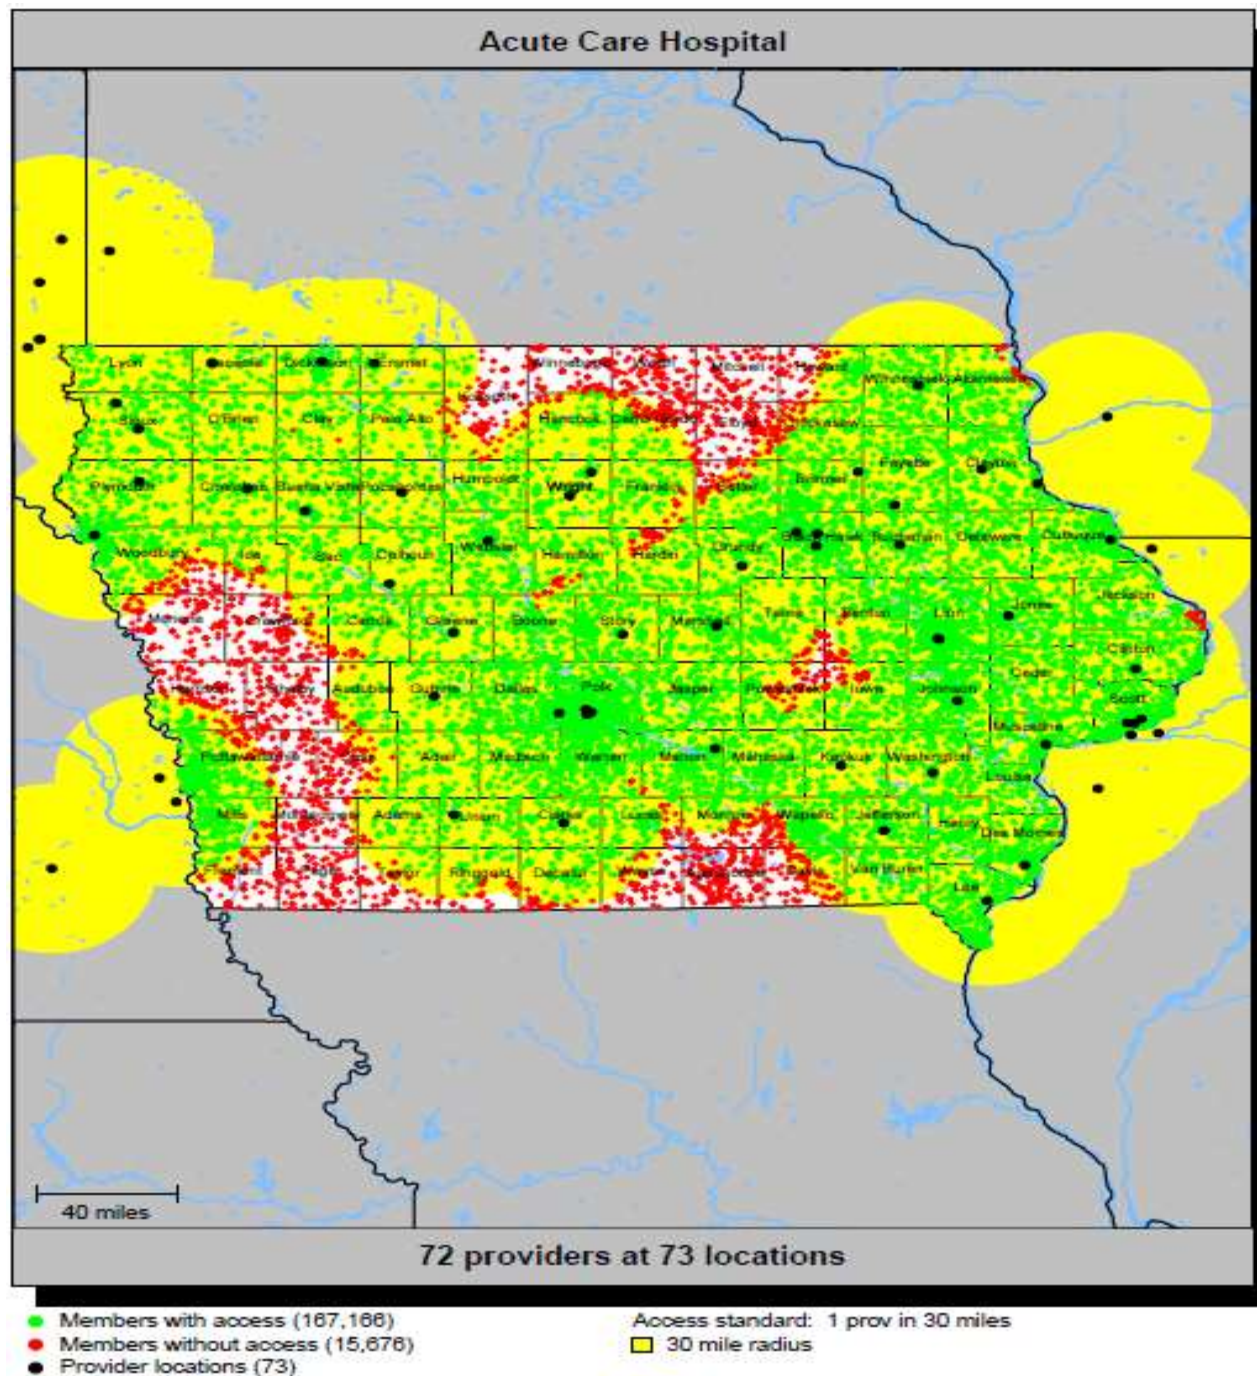 Acute Care Hospital
Lyon Dickinson Emmet
Winnebago Worth Mitchell Howard
Winneshiek Allamakee
Sioux O'Brien Clay Palo Alto
Hancock Cerro Gordo Floyd Chickasaw
Plymouth Cherokee Buena Vista Pocahontas Humboldt Wright Franklin Butler Bremer Fayette Clayton
Woodbury Ida Sac Calhoun Webster Hamilton Hardin Grundy Black Hawk Buchanan Delaware Dubuque
Monona Crawford Carroll Greene Boone Story Marshall Tama Benton Linn Jones Jackson
Clinton
Harrison Shelby Audubon Guthrie Dallas Polk Jasper Poweshiek Iowa Johnson Cedar
Scott
Muscatine
Pottawattamie Cass Adair Madison Warren Marion Mahaska Keokuk Washington
Louisa
Mills Montgomery Adams Union Clarke Lucas Monroe Wapello Jefferson Henry
Des Moines
Fremont Page Taylor Ringgold Decatur Wayne Appanoose Davis Van Buren
Lee
40 miles
72 providers at 73 locations
Members with access (167,166)
Members without access (15,676)
Provider locations (73)
Access standard: 1 prov in 30 miles
30 mile radius